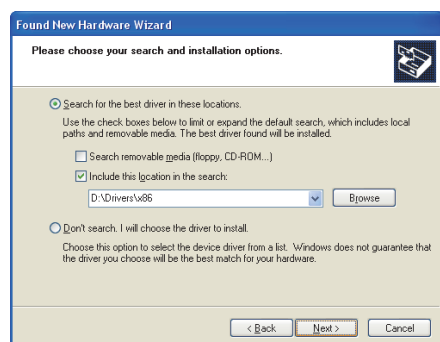 Found New Hardware Wizard
Please choose your search and installation options.
Search for the best driver in these locations.
Use the check boxes below to limit or expand the default search, which includes local
paths and removable media. The best driver found will be installed.
Search removable media (floppy, CD-ROM...)
Include this location in the search:
D:\Drivers\x86
Browse
Don't search. I will choose the driver to install.
Choose this option to select the device driver from a list. Windows does not guarantee that
the driver you choose will be the best match for your hardware.
< Back Next > Cancel